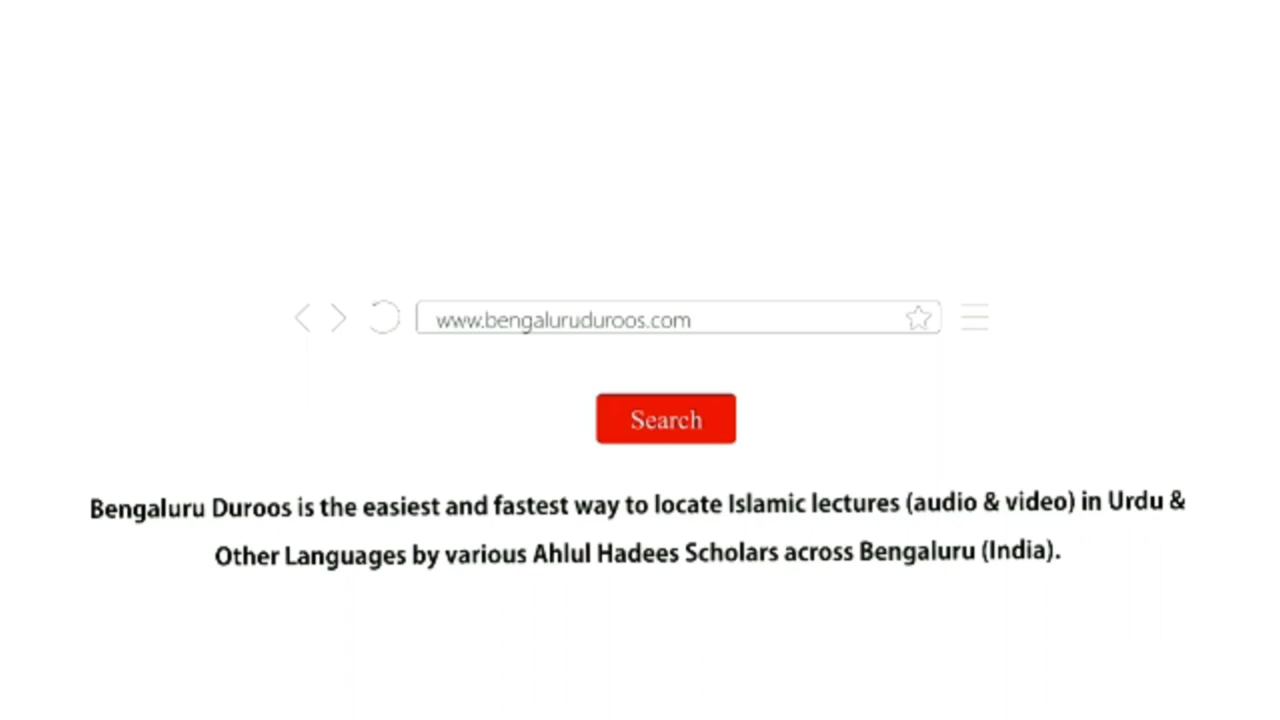 www.bengaluruduroos.com
Search
Bengaluru Duroos is the easiest and fastest way to locate Islamic lectures (audio & video) in Urdu &
Other Languages by various Ahlul Hadees Scholars across Bengaluru (India).